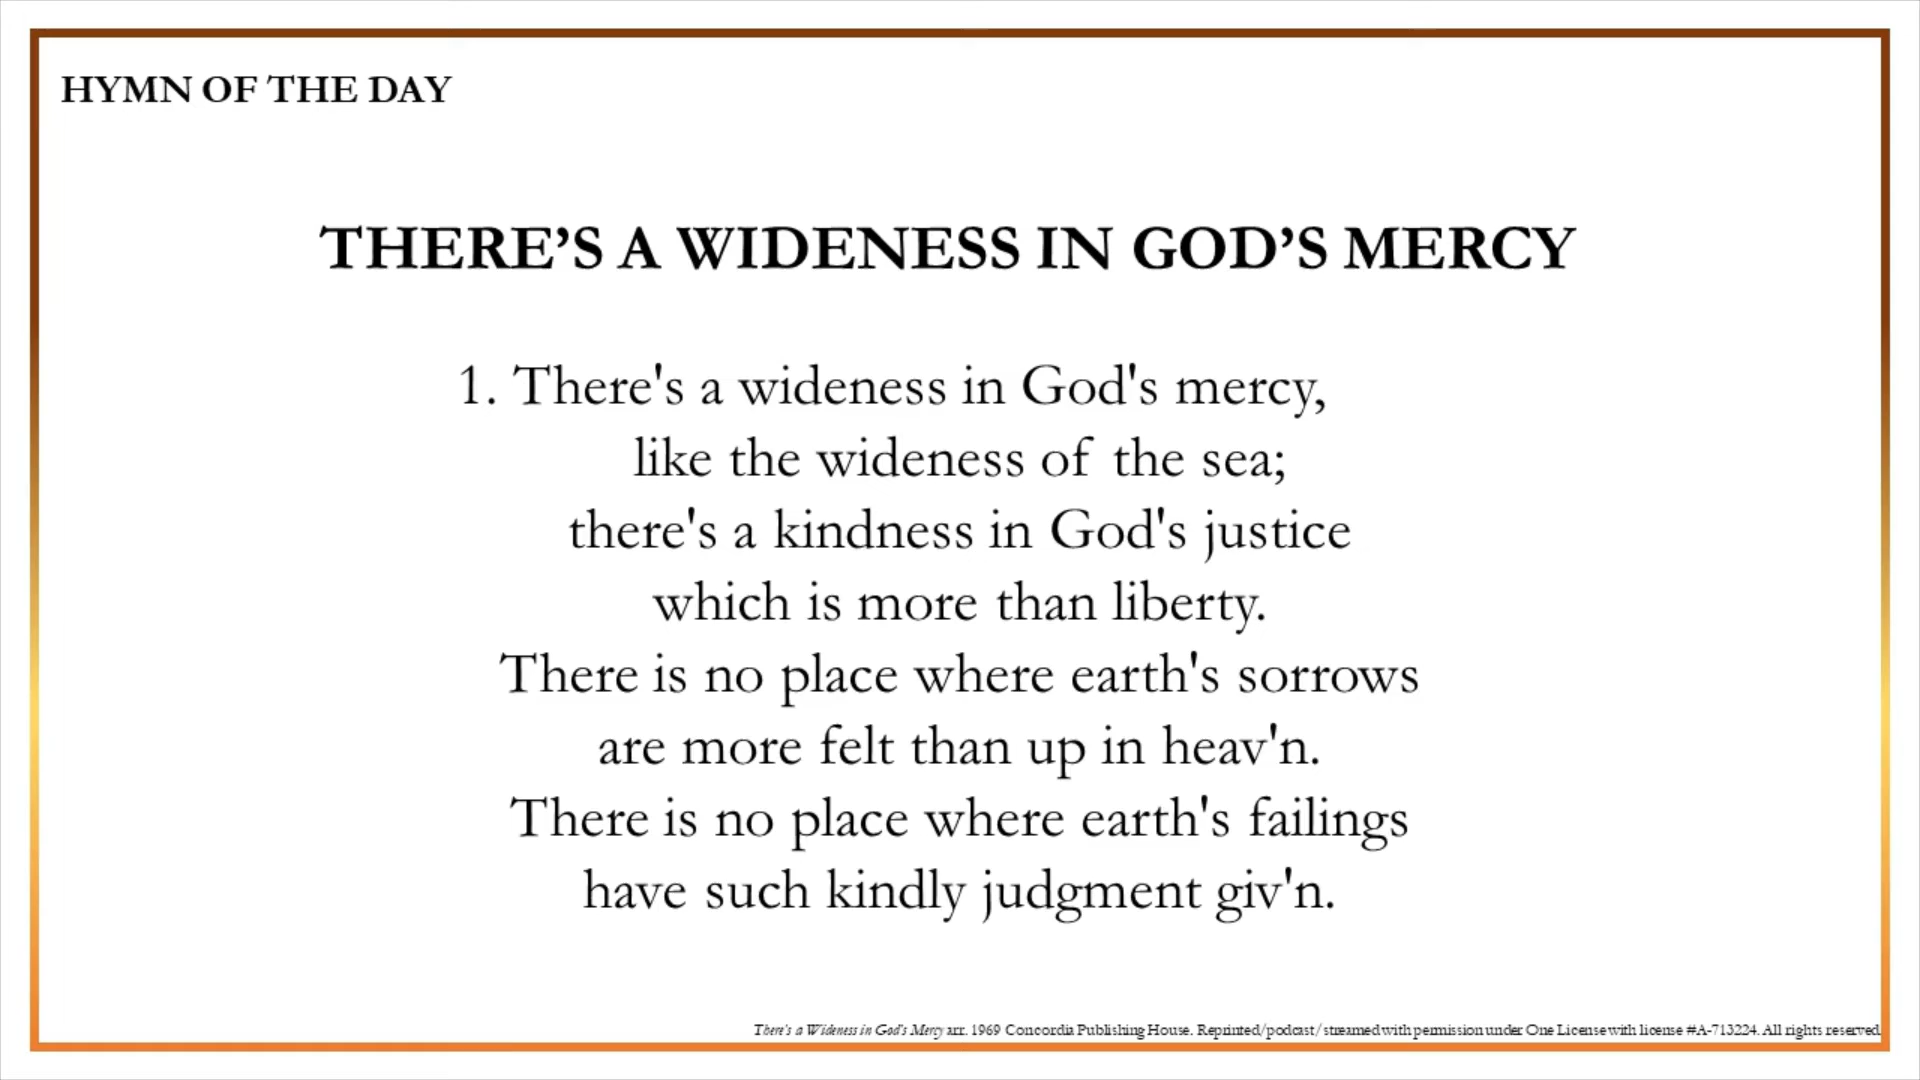 HYMN OF THE DAY
THERE’S A WIDENESS IN GOD’S MERCY
1. There's a wideness in God's mercy,
like the wideness of the sea;
there's a kindness in God's justice
which is more than liberty.
There is no place where earth's sorrows
are more felt than up in heav'n.
There is no place where earth's failings
have such kindly judgment giv'n.
There's a Wideness in God's Mercy arr. 1969 Concordia Publishing House. Reprinted/podcast/streamed with permission under One License with license #A-713224. All rights reserved.